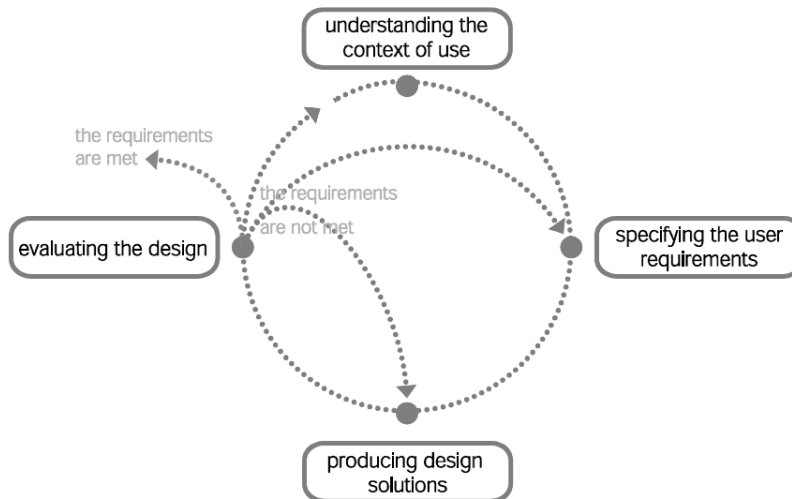 understanding the
context of use
the requirements
are met
the requirements
are not met
evaluating the design
specifying the user
requirements
producing design
solutions